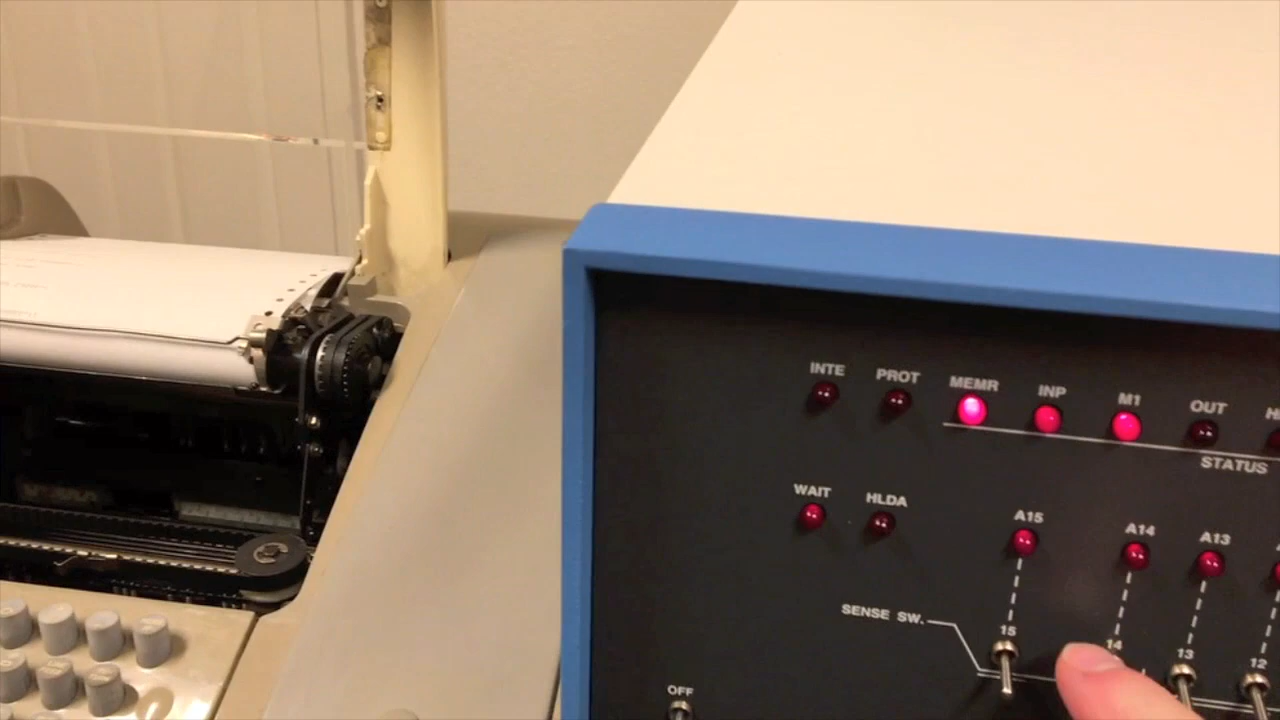 INTE PROT MEMR INP M1 OUT
STATUS
WAIT HLDA
A15 A14 A13
SENSE SW.
15 14 13 12
OFF